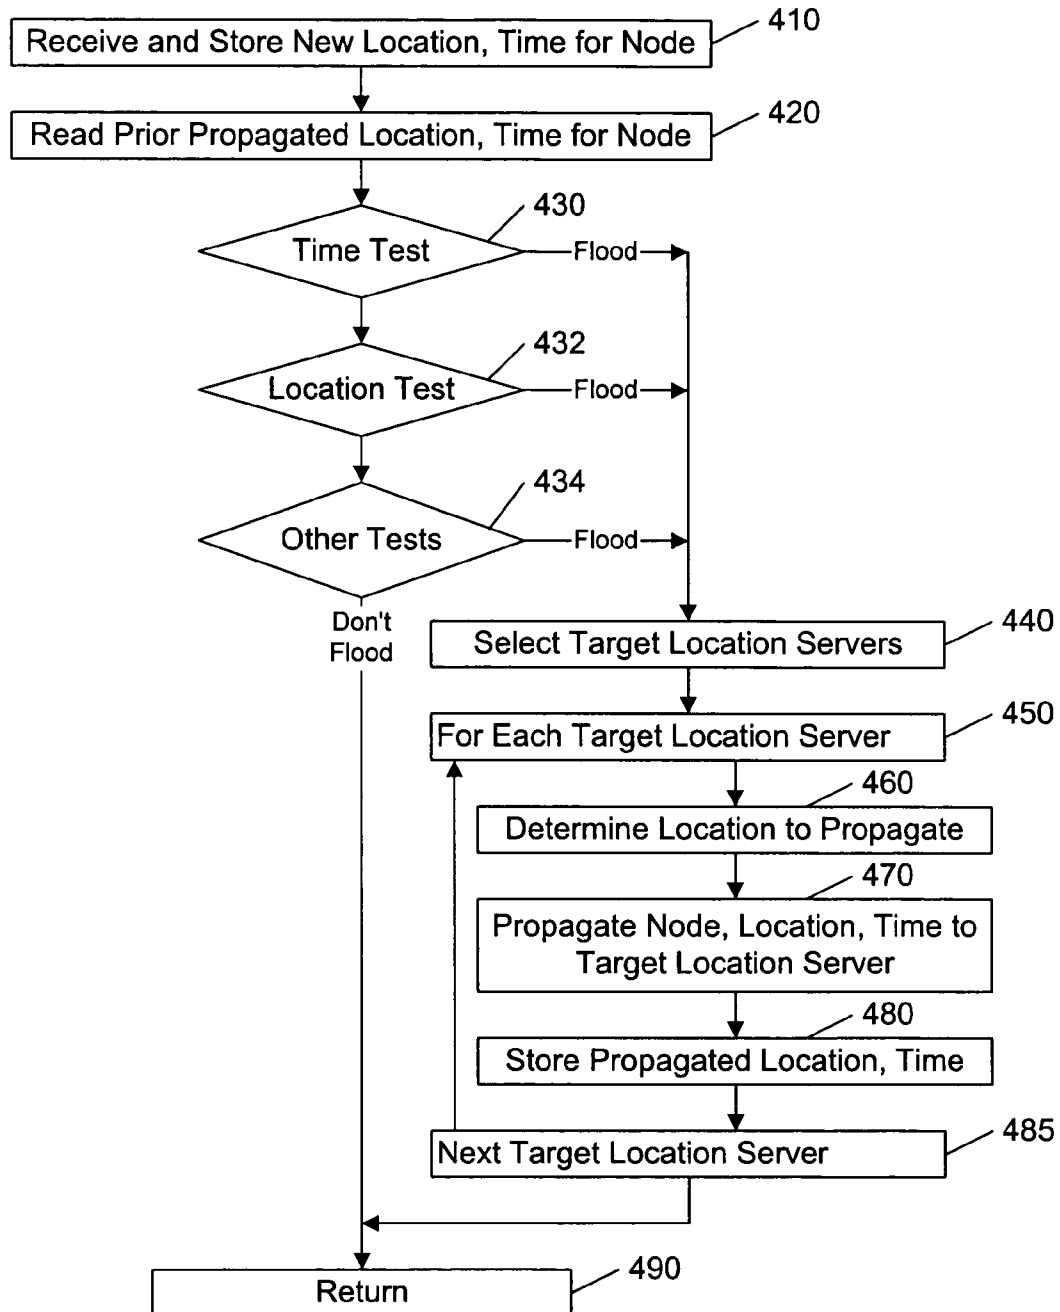 Receive and Store New Location, Time for Node
410
Read Prior Propagated Location, Time for Node
420
430
Time Test
Flood
432
Location Test
Flood
434
Other Tests
Flood
Don't
Flood
Select Target Location Servers
440
For Each Target Location Server
450
460
Determine Location to Propagate
470
Propagate Node, Location, Time to
Target Location Server
480
Store Propagated Location, Time
Next Target Location Server
485
Return
490